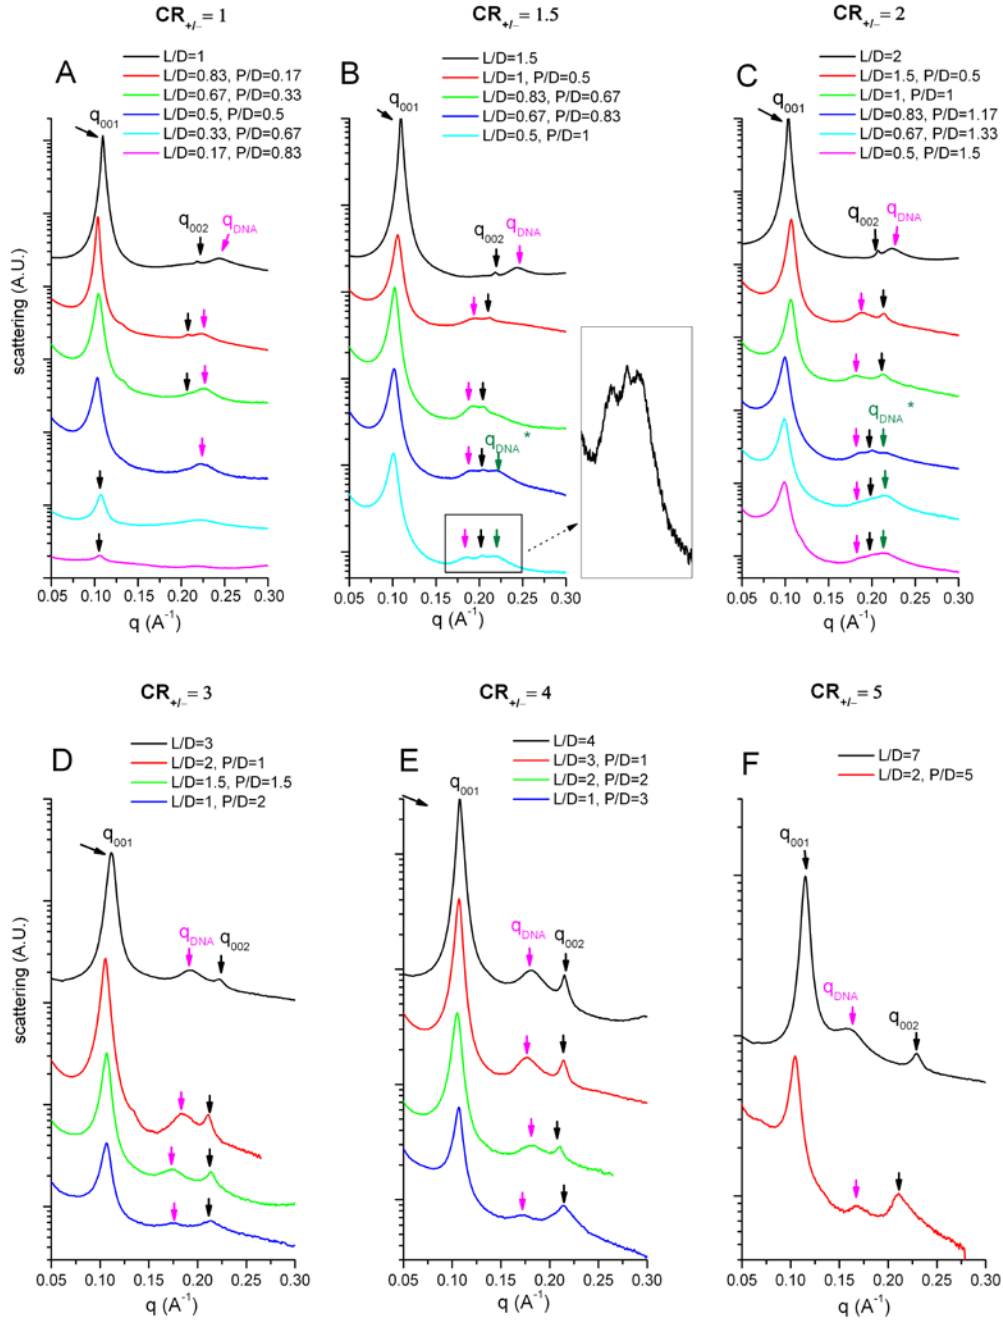 CR+/– = 1
A
L/D=1
L/D=0.83, P/D=0.17
L/D=0.67, P/D=0.33
L/D=0.5, P/D=0.5
L/D=0.33, P/D=0.67
L/D=0.17, P/D=0.83
q001
q002
qDNA
scattering (A.U.)
0.05 0.10 0.15 0.20 0.25 0.30
q (A-1)
CR+/– = 1.5
B
L/D=1.5
L/D=1, P/D=0.5
L/D=0.83, P/D=0.67
L/D=0.67, P/D=0.83
L/D=0.5, P/D=1
q001
q002
qDNA
qDNA*
0.05 0.10 0.15 0.20 0.25 0.30
q (A-1)
CR+/– = 2
C
L/D=2
L/D=1.5, P/D=0.5
L/D=1, P/D=1
L/D=0.83, P/D=1.17
L/D=0.67, P/D=1.33
L/D=0.5, P/D=1.5
q001
q002
qDNA
qDNA*
0.05 0.10 0.15 0.20 0.25 0.30
q (A-1)
CR+/– = 3
D
L/D=3
L/D=2, P/D=1
L/D=1.5, P/D=1.5
L/D=1, P/D=2
q001
qDNA
q002
scattering (A.U.)
0.05 0.10 0.15 0.20 0.25 0.30
q (A-1)
CR+/– = 4
E
L/D=4
L/D=3, P/D=1
L/D=2, P/D=2
L/D=1, P/D=3
q001
qDNA
q002
0.05 0.10 0.15 0.20 0.25 0.30
q (A-1)
CR+/– = 5
F
L/D=7
L/D=2, P/D=5
q001
qDNA
q002
0.05 0.10 0.15 0.20 0.25 0.30
q (A-1)